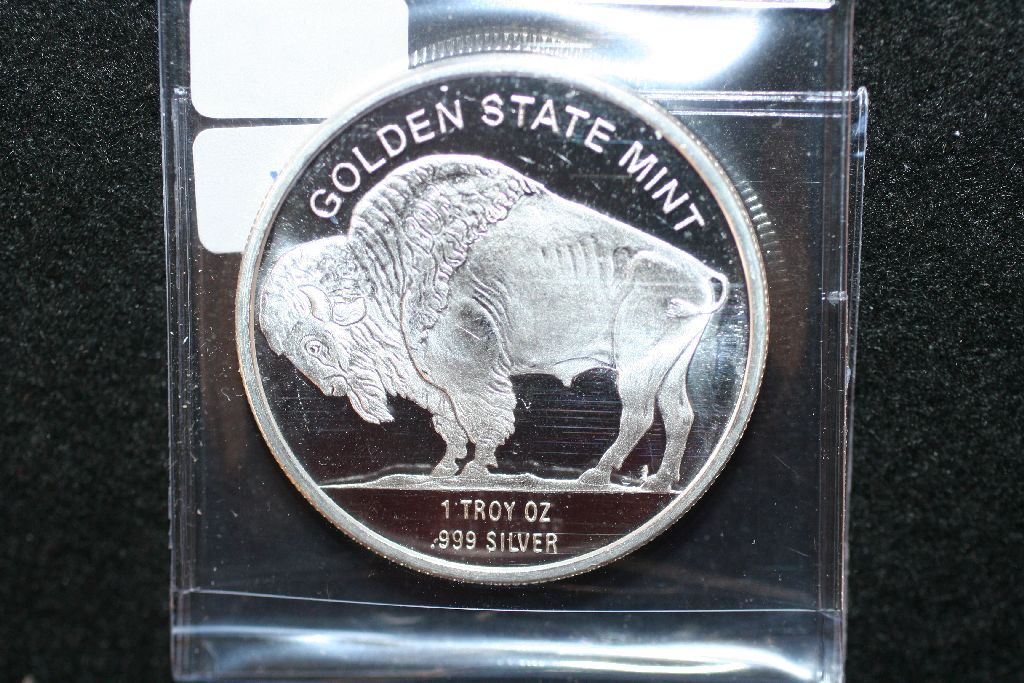 GOLDEN STATE MINT
1 TROY OZ
.999 SILVER